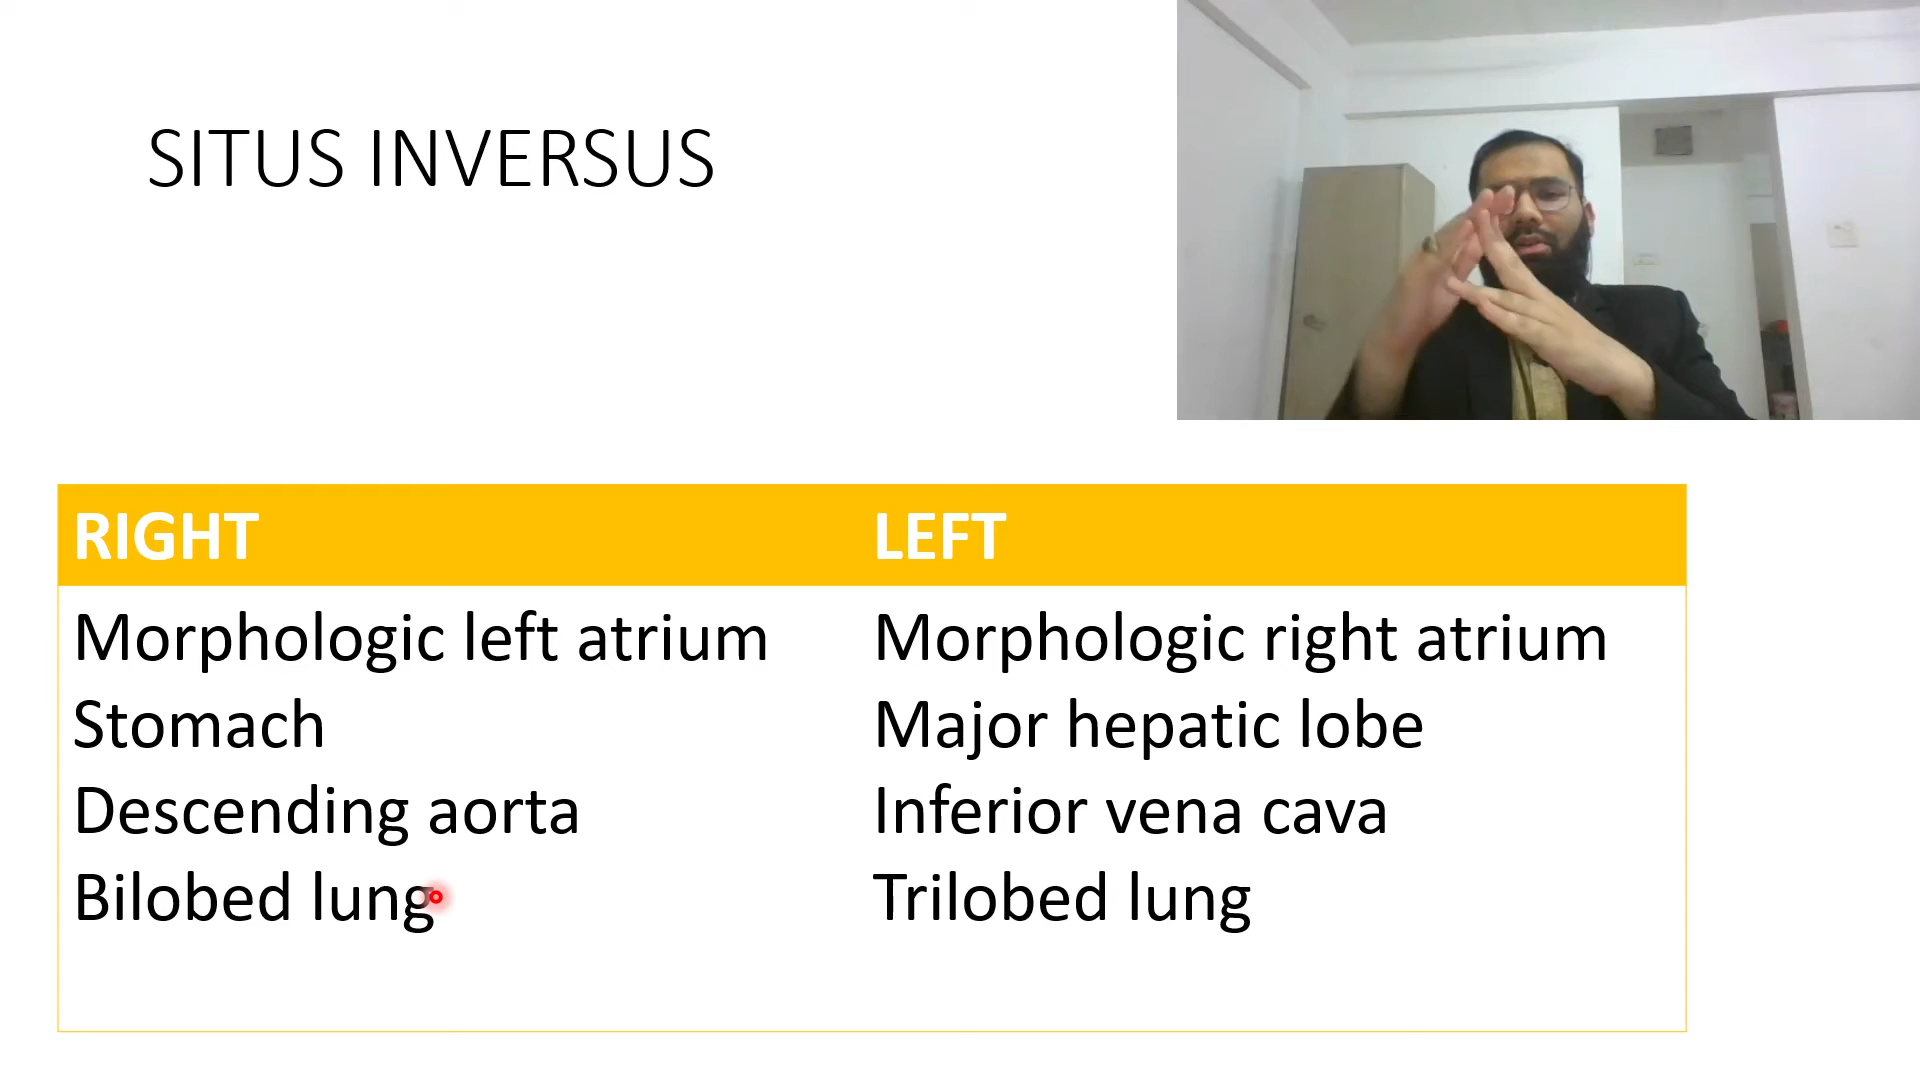 SITUS INVERSUS
RIGHT LEFT
Morphologic left atrium Morphologic right atrium
Stomach Major hepatic lobe
Descending aorta Inferior vena cava
Bilobed lung Trilobed lung